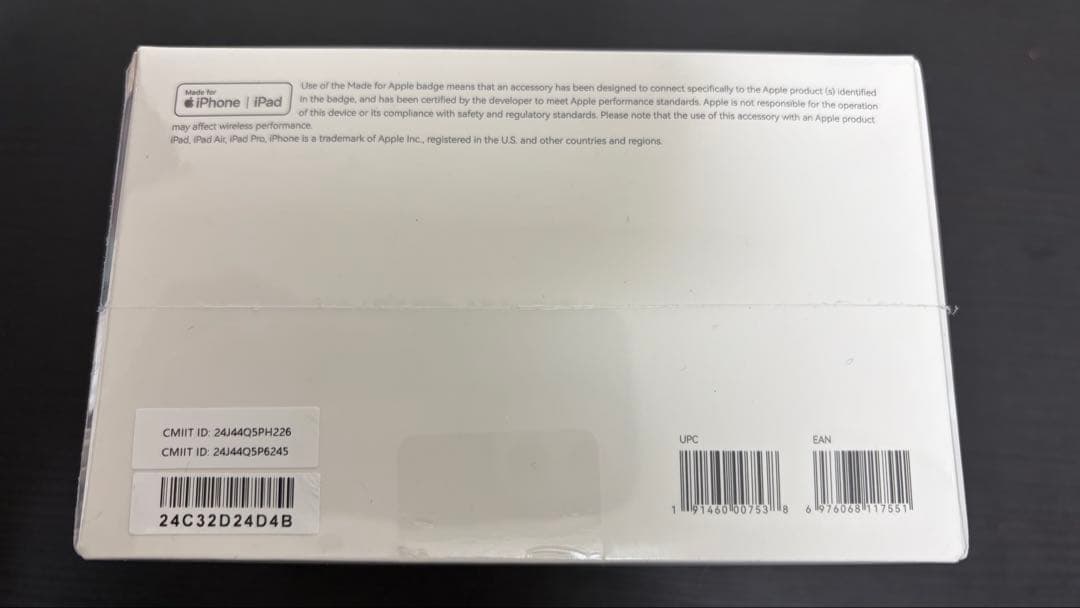 Made for
iPhone | iPad
Use of the Made for Apple badge means that an accessory has been designed to connect specifically to the Apple product (s) identified
in the badge, and has been certified by the developer to meet Apple performance standards. Apple is not responsible for the operation
of this device or its compliance with safety and regulatory standards. Please note that the use of this accessory with an Apple product
may affect wireless performance.
iPad, iPad Air, iPad Pro, iPhone is a trademark of Apple Inc., registered in the U.S. and other countries and regions.
CMIIT ID: 24J44Q5PH226
CMIIT ID: 24J44Q5P6245
24C32D24D4B
UPC
1 91460 00753 8
EAN
6 976068 117551